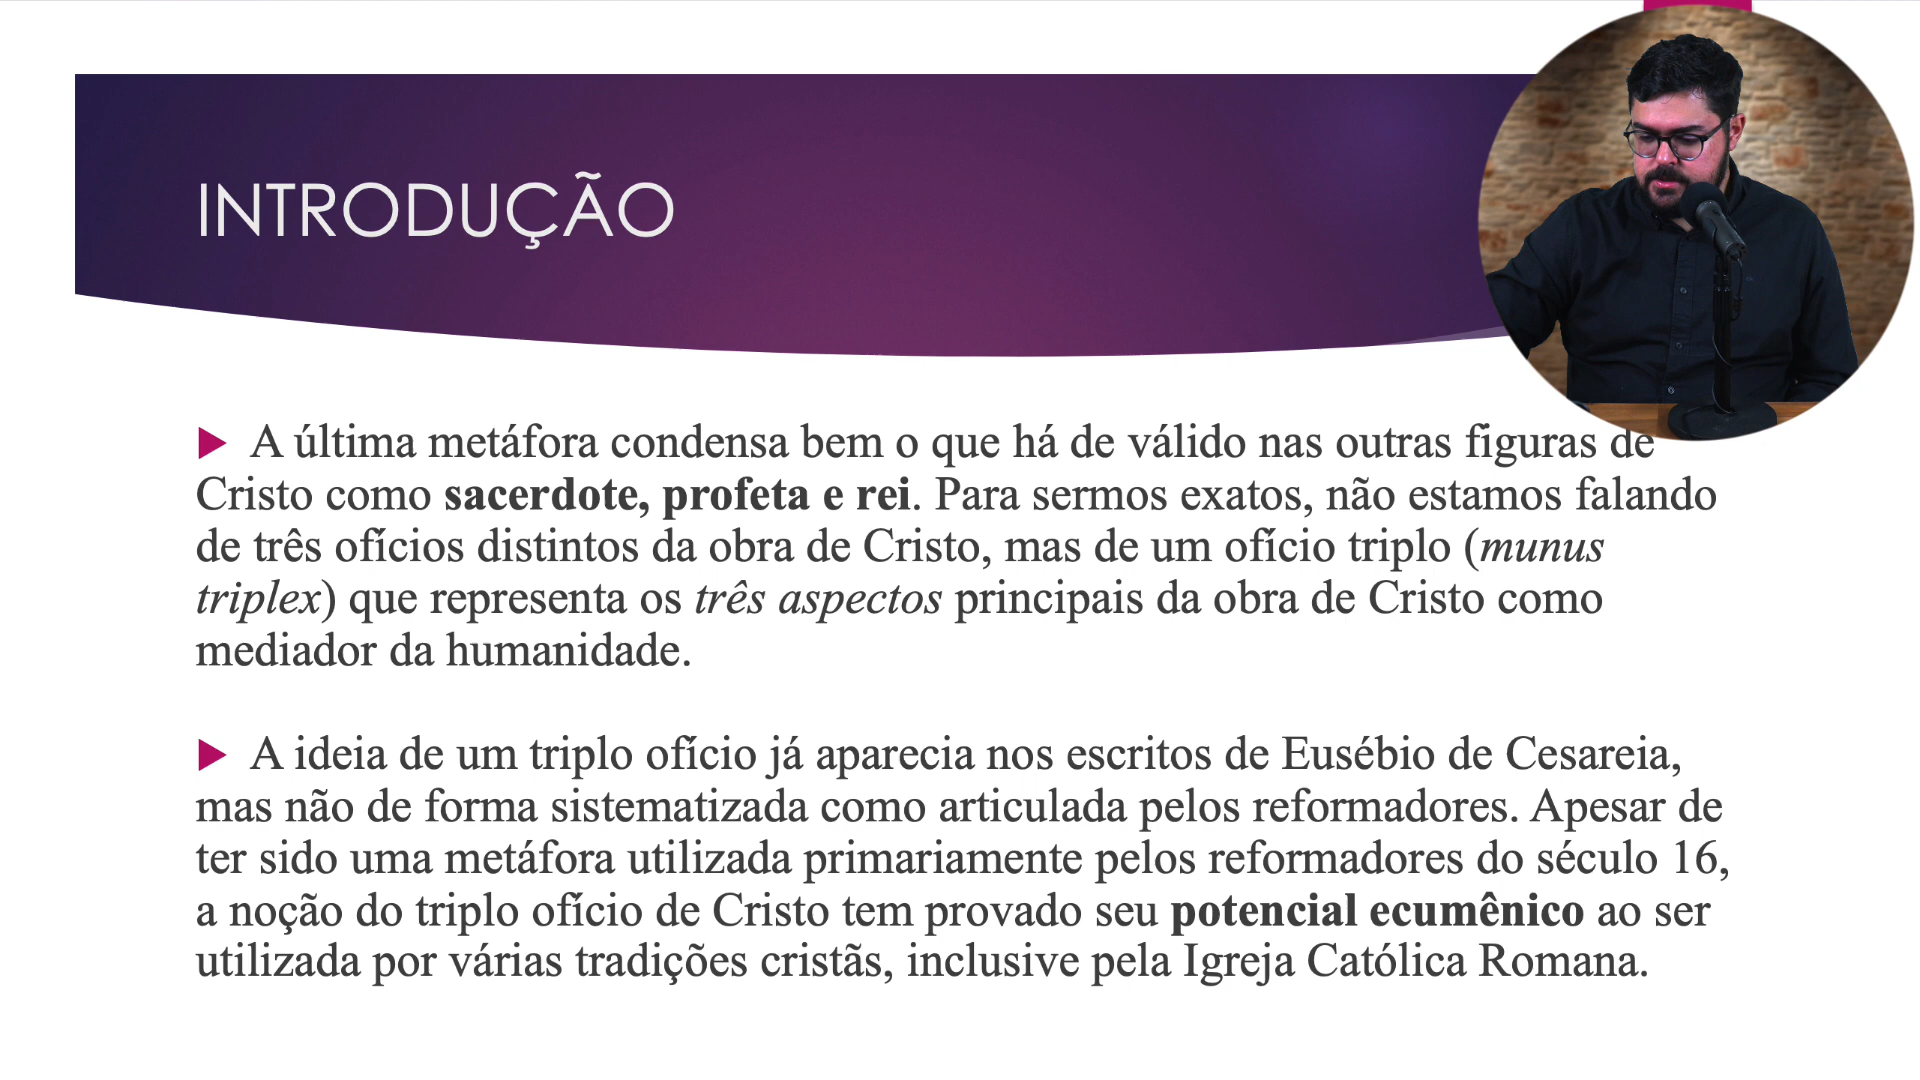 INTRODUÇÃO
A última metáfora condensa bem o que há de válido nas outras figuras de
Cristo como sacerdote, profeta e rei. Para sermos exatos, não estamos falando
de três ofícios distintos da obra de Cristo, mas de um ofício triplo (munus
triplex) que representa os três aspectos principais da obra de Cristo como
mediador da humanidade.
A ideia de um triplo ofício já aparecia nos escritos de Eusébio de Cesareia,
mas não de forma sistematizada como articulada pelos reformadores. Apesar de
ter sido uma metáfora utilizada primariamente pelos reformadores do século 16,
a noção do triplo ofício de Cristo tem provado seu potencial ecumênico ao ser
utilizada por várias tradições cristãs, inclusive pela Igreja Católica Romana.